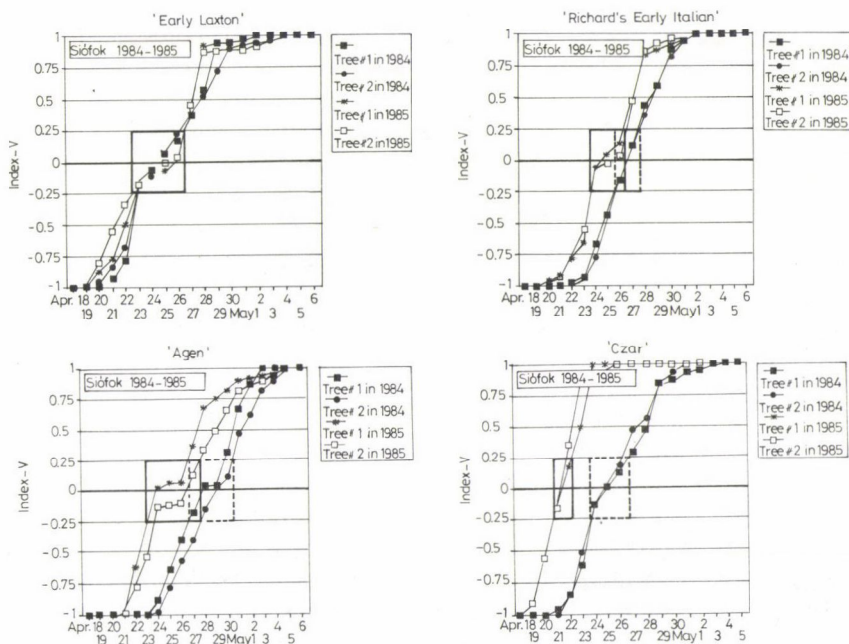 'Early Laxton'
Siófok 1984-1985
Index-V
1
0.75
0.50
0.25
0
-0.25
-0.50
-0.75
-1
Apr. 18 20 22 24 26 28 30 2 4 6
19 21 23 25 27 29 May1 3 5
Tree#1 in 1984
Tree#2 in 1984
Tree#1 in 1985
Tree#2 in 1985
'Richard's Early Italian'
Siófok 1984-1985
Index-V
1
0.75
0.50
0.25
0
-0.25
-0.50
-0.75
-1
Apr. 18 20 22 24 26 28 30 2 4 6
19 21 23 25 27 29 May1 3 5
Tree#1 in 1984
Tree#2 in 1984
Tree#1 in 1985
Tree#2 in 1985
'Agen'
Siófok 1984-1985
Index-V
1
0.75
0.50
0.25
0
-0.25
-0.50
-0.75
-1
Apr. 18 20 22 24 26 28 30 2 4 6
19 21 23 25 27 29 May1 3 5
Tree#1 in 1984
Tree#2 in 1984
Tree#1 in 1985
Tree#2 in 1985
'Czar'
Siófok 1984-1985
Index-V
1
0.75
0.50
0.25
0
-0.25
-0.50
-0.75
-1
Apr. 18 20 22 24 26 28 30 2 4 6
19 21 23 25 27 29 May1 3 5
Tree#1 in 1984
Tree#2 in 1984
Tree#1 in 1985
Tree#2 in 1985